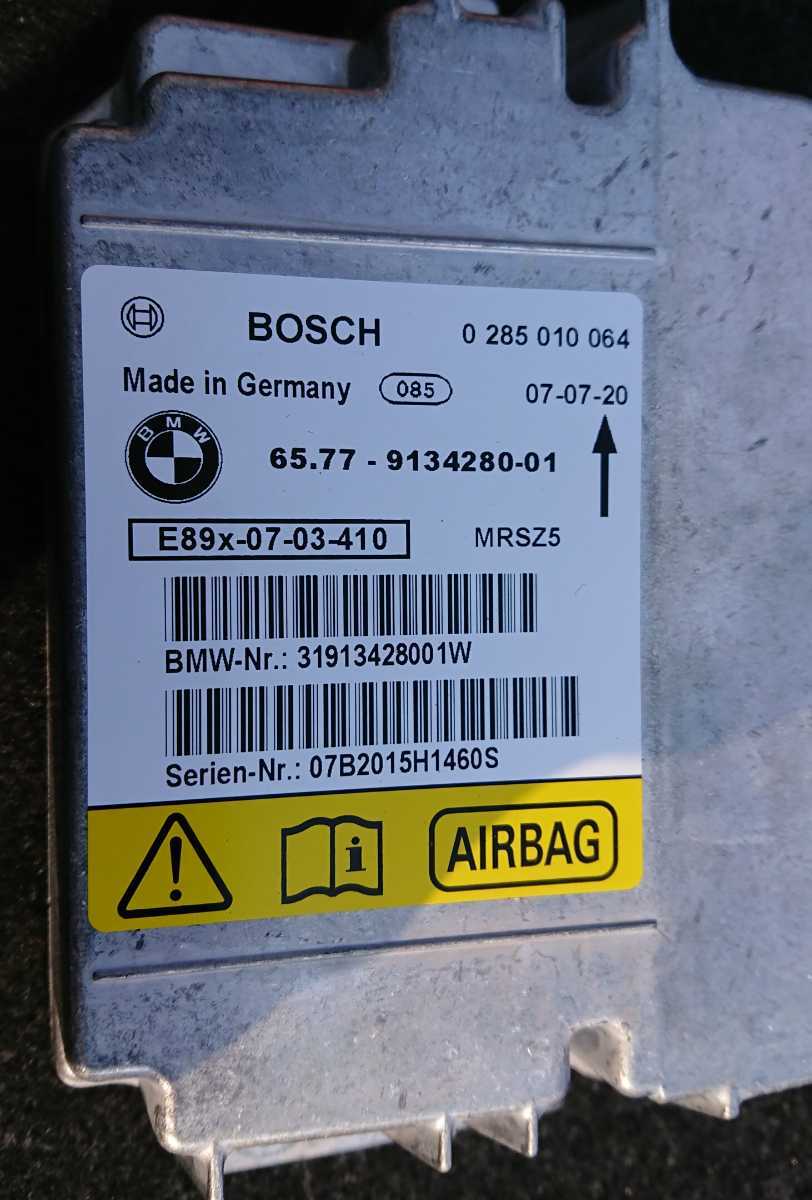 BOSCH 0 285 010 064
Made in Germany 085 07-07-20
BMW
65.77 - 9134280-01
E89x-07-03-410 MRSZ5
BMW-Nr.: 31913428001W
Serien-Nr.: 07B2015H1460S
! i AIRBAG